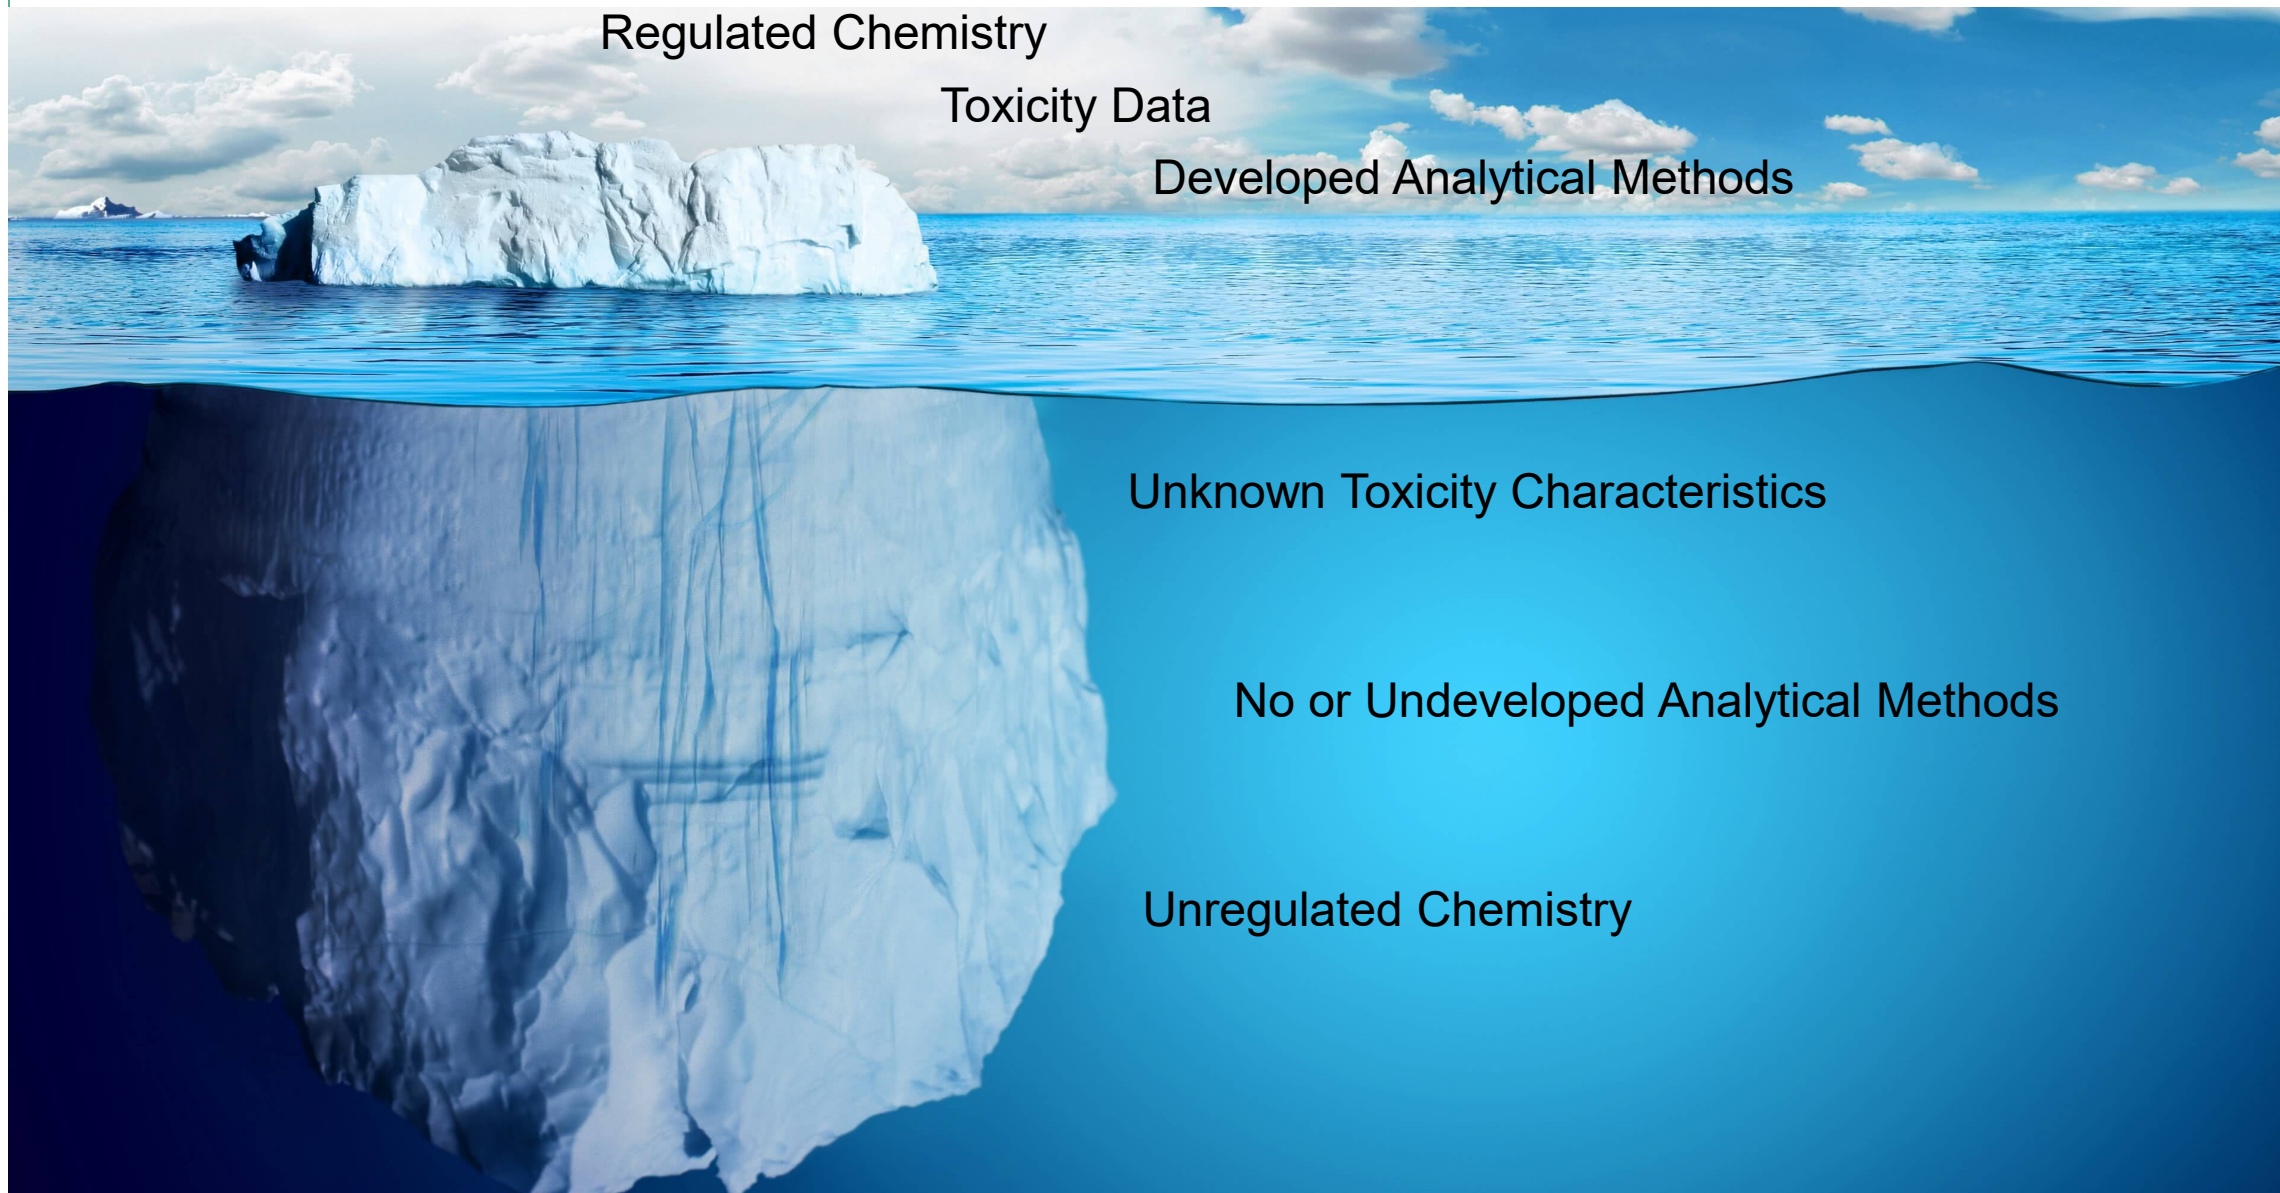 Regulated Chemistry
Toxicity Data
Developed Analytical Methods
Unknown Toxicity Characteristics
No or Undeveloped Analytical Methods
Unregulated Chemistry